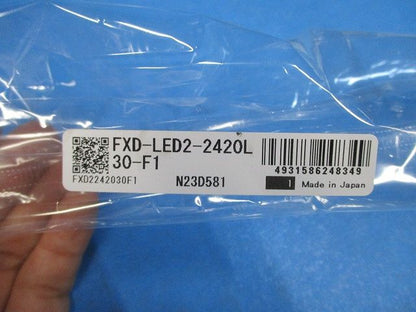 FXD-LED2-2420L
30-F1
4931586248349
FXD2242030F1
N23D581
1 Made in Japan